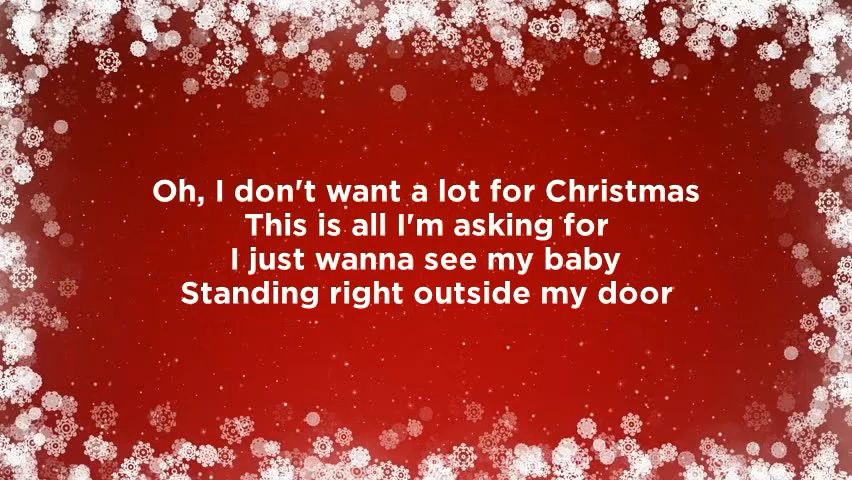 Oh, I don't want a lot for Christmas
This is all I'm asking for
I just wanna see my baby
Standing right outside my door